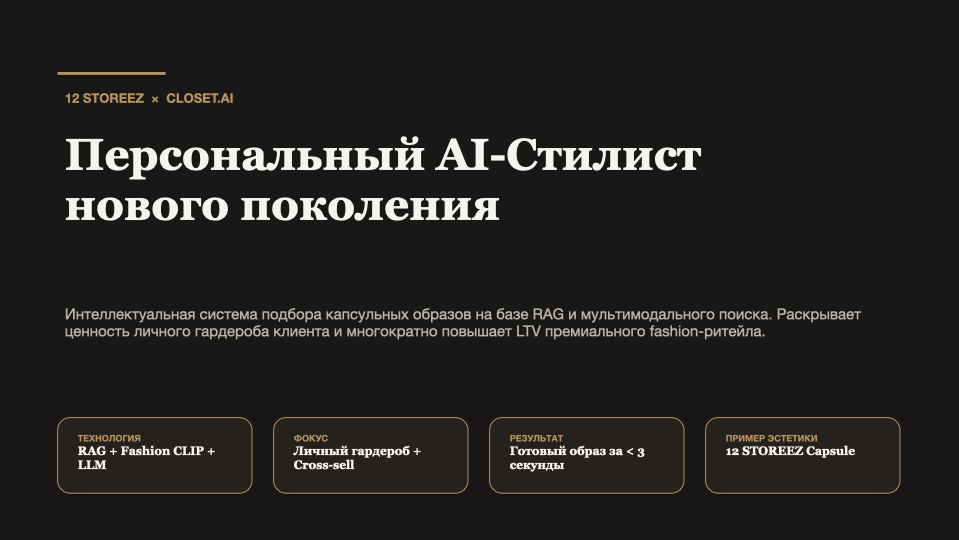 12 STOREEZ × CLOSET.AI
Персональный AI-Стилист
нового поколения
Интеллектуальная система подбора капсульных образов на базе RAG и мультимодального поиска. Раскрывает
ценность личного гардероба клиента и многократно повышает LTV премиального fashion-ритейла.
ТЕХНОЛОГИЯ
RAG + Fashion CLIP +
LLM
ФОКУС
Личный гардероб +
Cross-sell
РЕЗУЛЬТАТ
Готовый образ за < 3
секунды
ПРИМЕР ЭСТЕТИКИ
12 STOREEZ Capsule